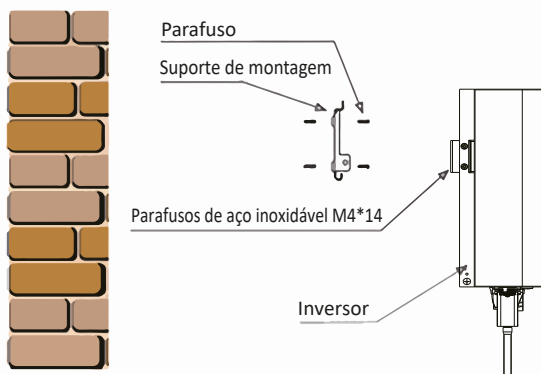 Parafuso
Suporte de montagem
Parafusos de aço inoxidável M4*14
Inversor